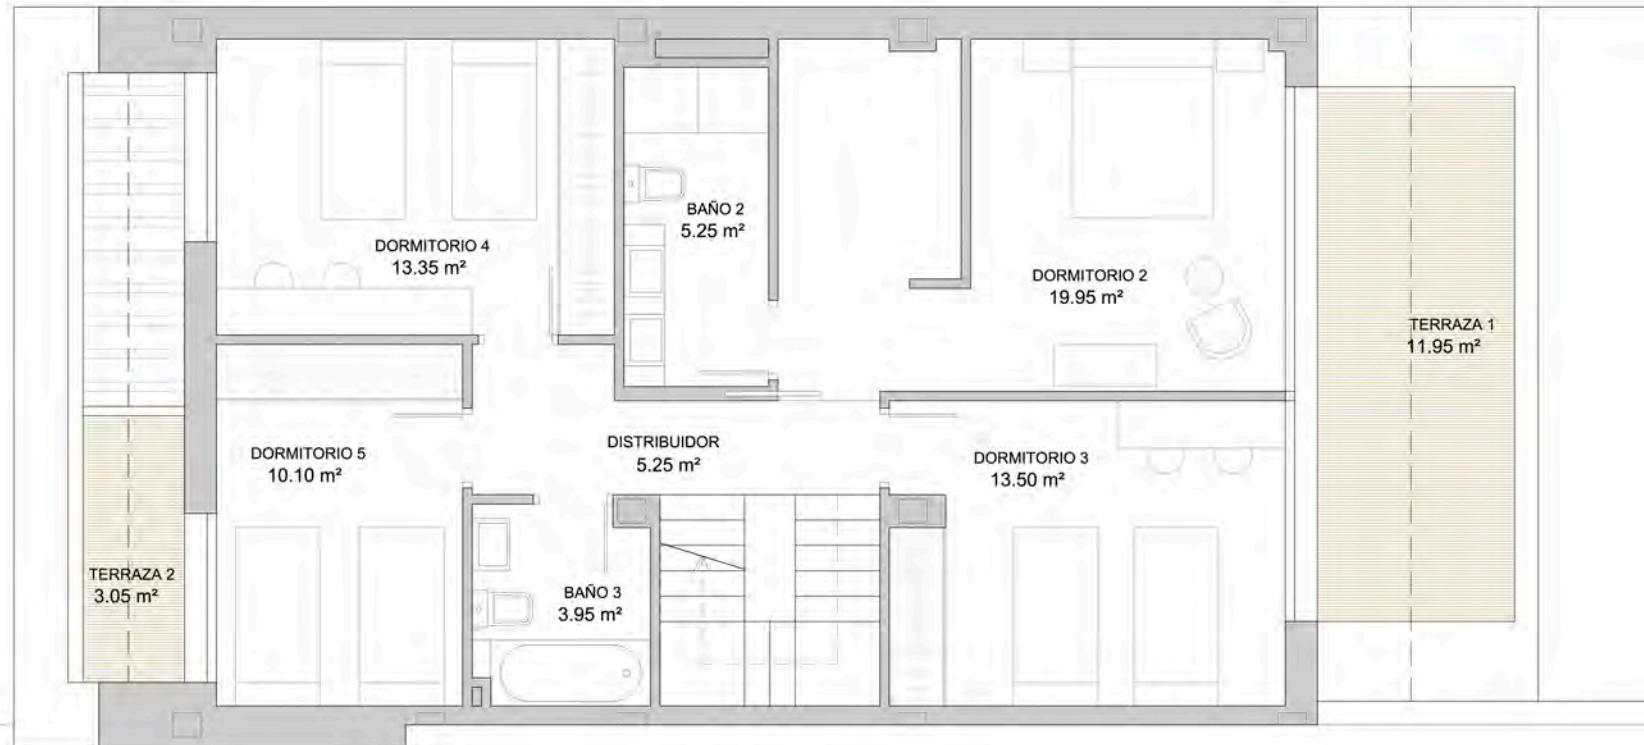 BAÑO 2
5.25 m²
DORMITORIO 4
13.35 m²
DORMITORIO 2
19.95 m²
TERRAZA 1
11.95 m²
DISTRIBUIDOR
5.25 m²
DORMITORIO 5
10.10 m²
DORMITORIO 3
13.50 m²
TERRAZA 2
3.05 m²
BAÑO 3
3.95 m²